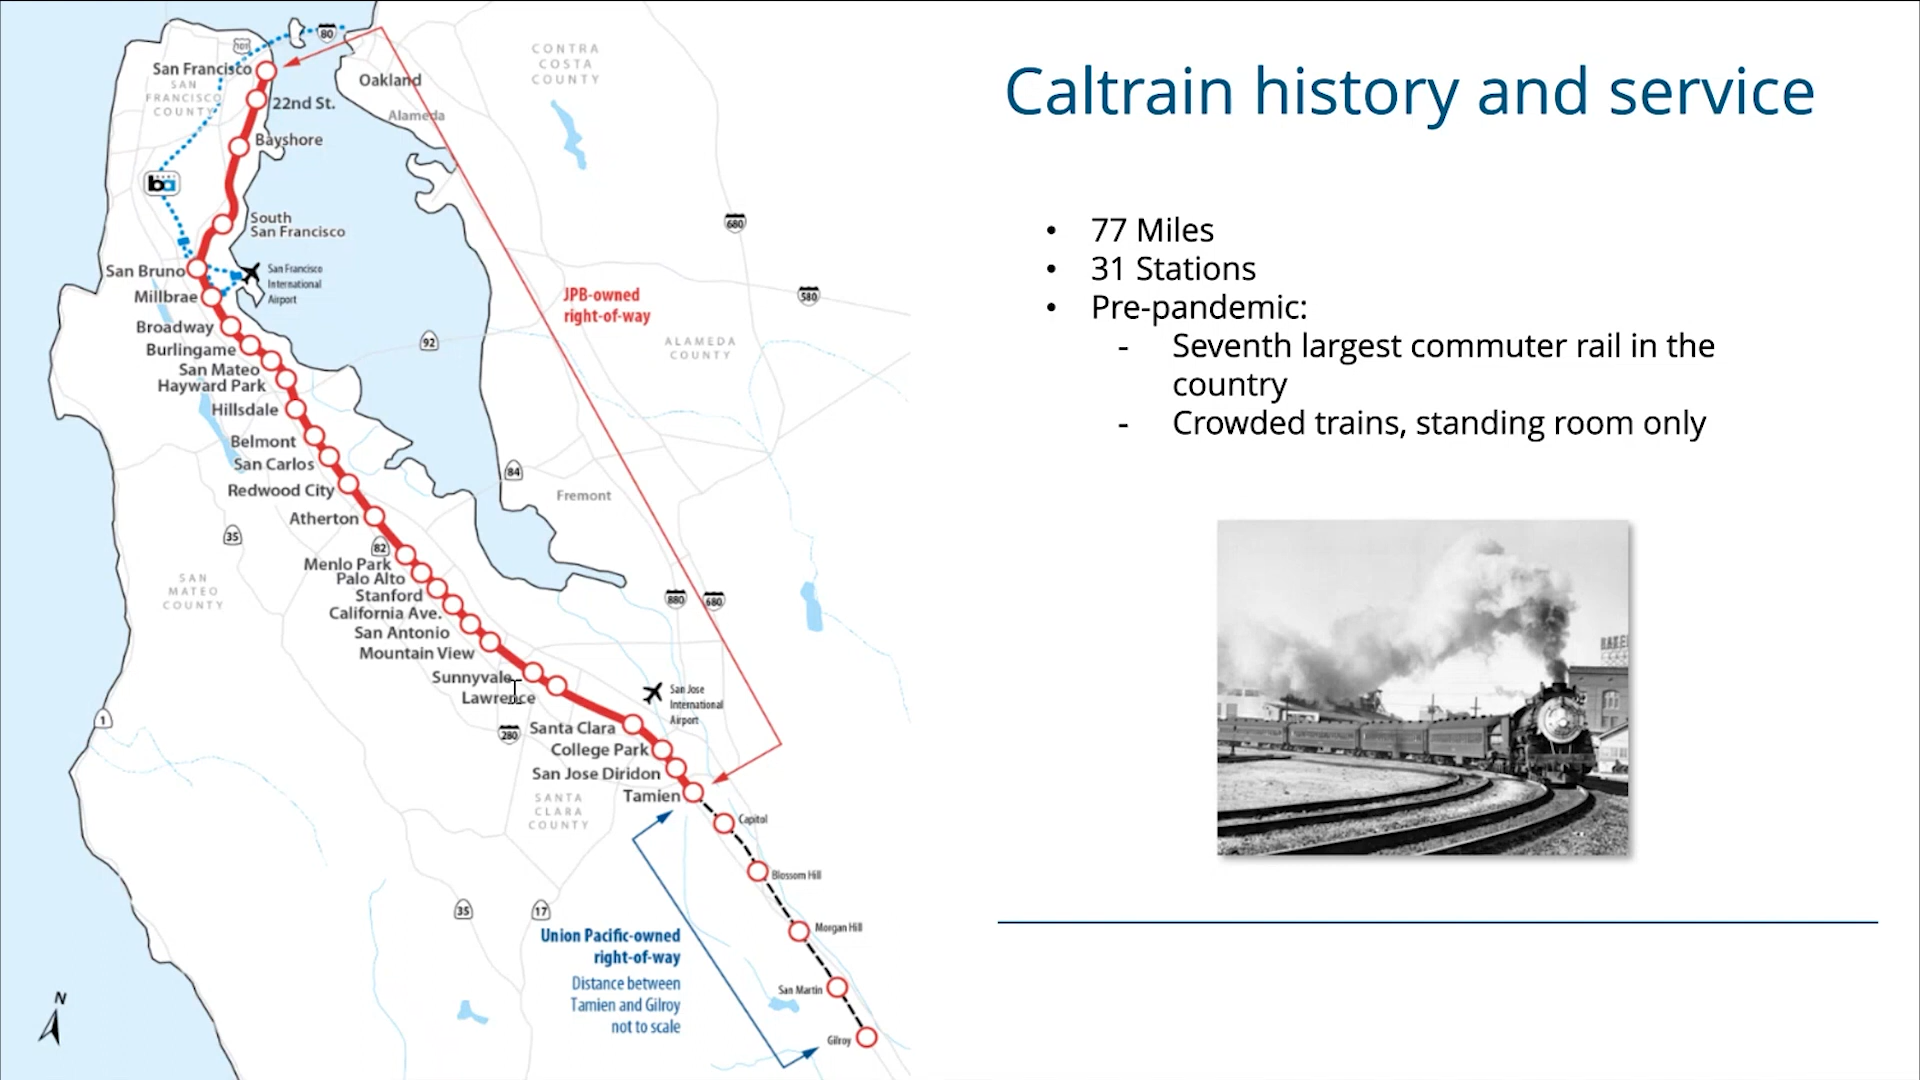 Caltrain history and service
• 77 Miles
• 31 Stations
• Pre-pandemic:
- Seventh largest commuter rail in the
country
- Crowded trains, standing room only
101
80
San Francisco
SAN
FRANCISCO
COUNTY
22nd St.
Bayshore
ba
South
San Francisco
San Bruno
San Francisco
International
Airport
Millbrae
Broadway
Burlingame
San Mateo
Hayward Park
Hillsdale
Belmont
San Carlos
Redwood City
Atherton
82
Menlo Park
Palo Alto
Stanford
California Ave.
San Antonio
Mountain View
Sunnyvale
Lawrence
Santa Clara
College Park
San Jose Diridon
Tamien
Capitol
Blossom Hill
Morgan Hill
San Martin
Gilroy
Oakland
Alameda
CONTRA
COSTA
COUNTY
680
580
JPB-owned
right-of-way
92
ALAMEDA
COUNTY
84
Fremont
35
SAN
MATEO
COUNTY
880
680
San Jose
International
Airport
1
280
SANTA
CLARA
COUNTY
35
17
Union Pacific-owned
right-of-way
Distance between
Tamien and Gilroy
not to scale
N